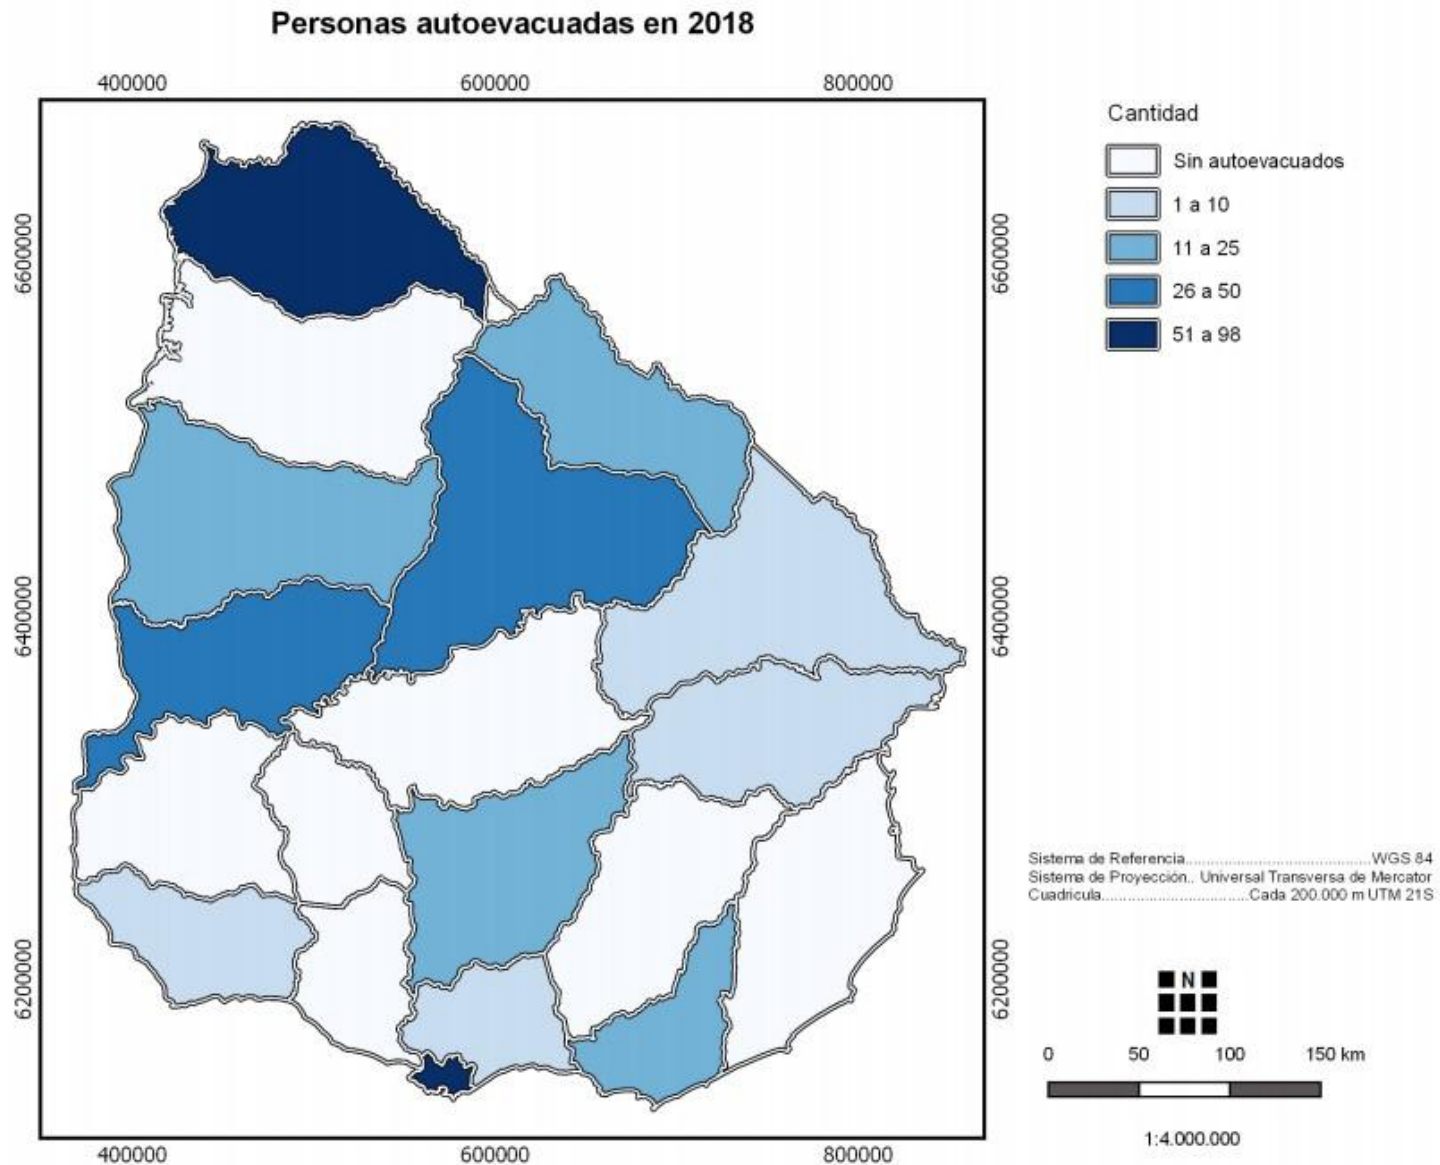 Personas autoevacuadas en 2018
400000 600000 800000
Cantidad
Sin autoevacuados
1 a 10
11 a 25
26 a 50
51 a 98
6600000 6600000
6400000 6400000
6200000 6200000
Sistema de Referencia................................................WGS 84
Sistema de Proyección.. Universal Transversa de Mercator
Cuadricula......................................Cada 200.000 m UTM 21S
N
0 50 100 150 km
1:4.000.000
400000 600000 800000